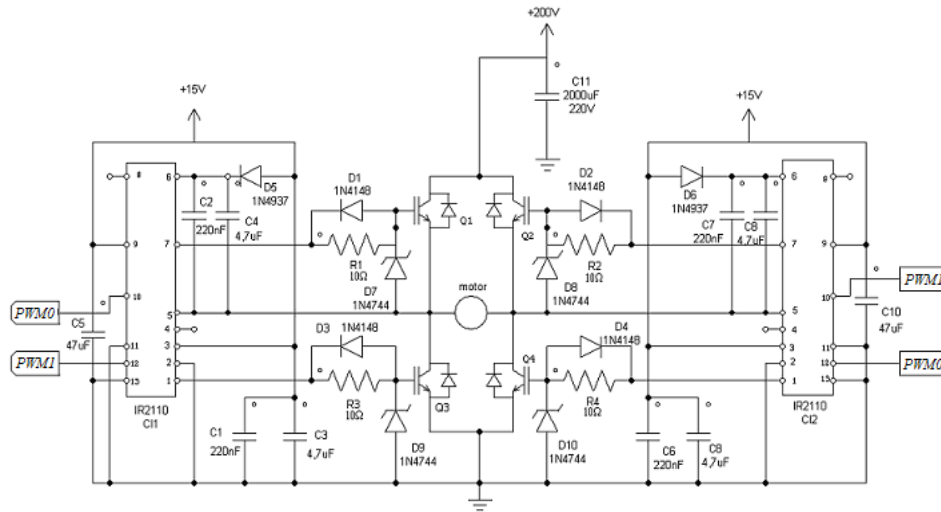 +200V
C11
2000uF
220V
+15V
+15V
8
6
D5
1N4937
C2
220nF
C4
4,7uF
9
7
10
5
4
3
11
12
2
13
1
IR2110
CI1
PWM0
PWM1
C5
47uF
D1
1N4148
R1
10Ω
D7
1N4744
Q1
D2
1N4148
Q2
R2
10Ω
D8
1N4744
motor
D3
1N4148
R3
10Ω
D9
1N4744
Q3
D4
1N4148
Q4
R4
10Ω
D10
1N4744
C1
220nF
C3
4,7uF
D6
1N4937
C7
220nF
C8
4,7uF
6
8
7
9
10
5
4
3
11
2
1
13
IR2110
CI2
PWM1
C10
47uF
PWM0
C6
220nF
C8
4,7uF